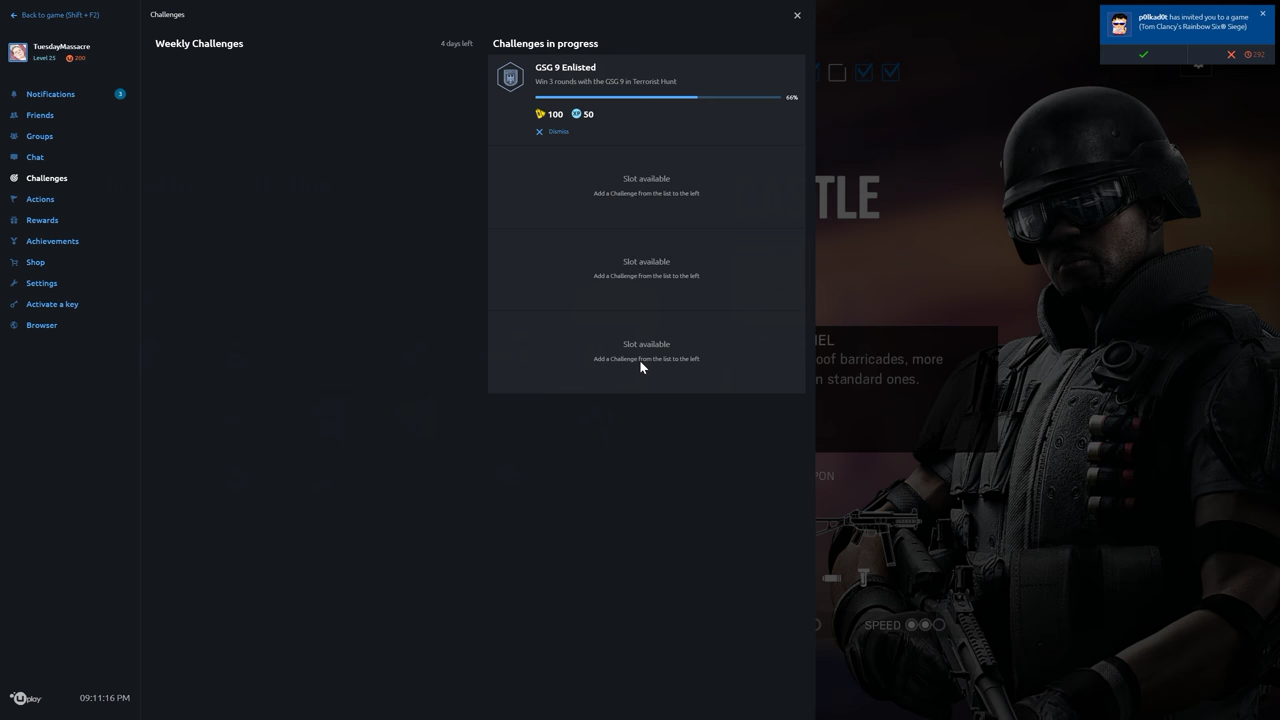 Back to game (Shift + F2)
TuesdayMassacre
Level 25 200
Notifications 3
Friends
Groups
Chat
Challenges
Actions
Rewards
Achievements
Shop
Settings
Activate a key
Browser
uplay 09:11:16 PM
Challenges
Weekly Challenges 4 days left
Challenges in progress
GSG 9 Enlisted
Win 3 rounds with the GSG 9 in Terrorist Hunt
66%
100 XP 50
Dismiss
Slot available
Add a Challenge from the list to the left
Slot available
Add a Challenge from the list to the left
Slot available
Add a Challenge from the list to the left
p0lkad0t has invited you to a game
(Tom Clancy's Rainbow Six® Siege)
292
TLE
EL
oof barricades, more
n standard ones.
PON
SPEED